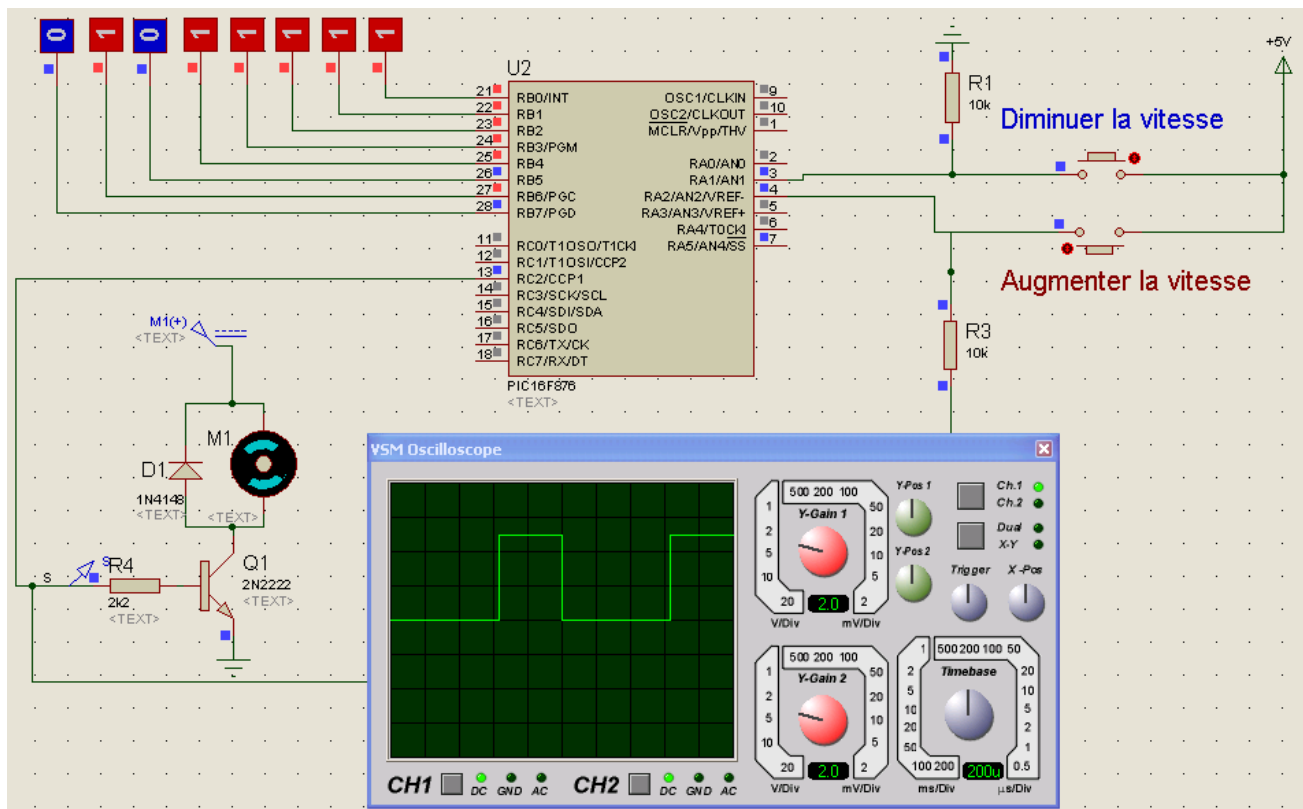 0 1 0 1 1 1 1 1
U2
21 RB0/INT OSC1/CLKIN 9
22 RB1 OSC2/CLKOUT 10
23 RB2 MCLR/Vpp/THV 1
24 RB3/PGM
25 RB4 RA0/AN0 2
26 RB5 RA1/AN1 3
27 RB6/PGC RA2/AN2/VREF- 4
28 RB7/PGD RA3/AN3/VREF+ 5
RA4/T0CKI 6
11 RC0/T1OSO/T1CKI RA5/AN4/SS 7
12 RC1/T1OSI/CCP2
13 RC2/CCP1
14 RC3/SCK/SCL
15 RC4/SDI/SDA
16 RC5/SDO
17 RC6/TX/CK
18 RC7/RX/DT
PIC16F876
<TEXT>
+5V
R1
10k
Diminuer la vitesse
Augmenter la vitesse
R3
10k
M1(+)
<TEXT>
M1
D1
1N4148
<TEXT>
<TEXT>
S
S
R4
2k2
<TEXT>
Q1
2N2222
<TEXT>
VSM Oscilloscope
500 200 100
1 50
2 Y-Gain 1 20
5 10
10 5
20 2.0 2
V/Div mV/Div
Y-Pos 1
Y-Pos 2
Ch.1
Ch.2
Dual
X-Y
Trigger X-Pos
500 200 100
1 50
2 Y-Gain 2 20
5 10
10 5
20 2.0 2
V/Div mV/Div
1 500 200 100 50
2 Timebase 20
5 10
10 5
20 2
50 1
100 200 200u 0.5
ms/Div µs/Div
CH1 DC GND AC CH2 DC GND AC